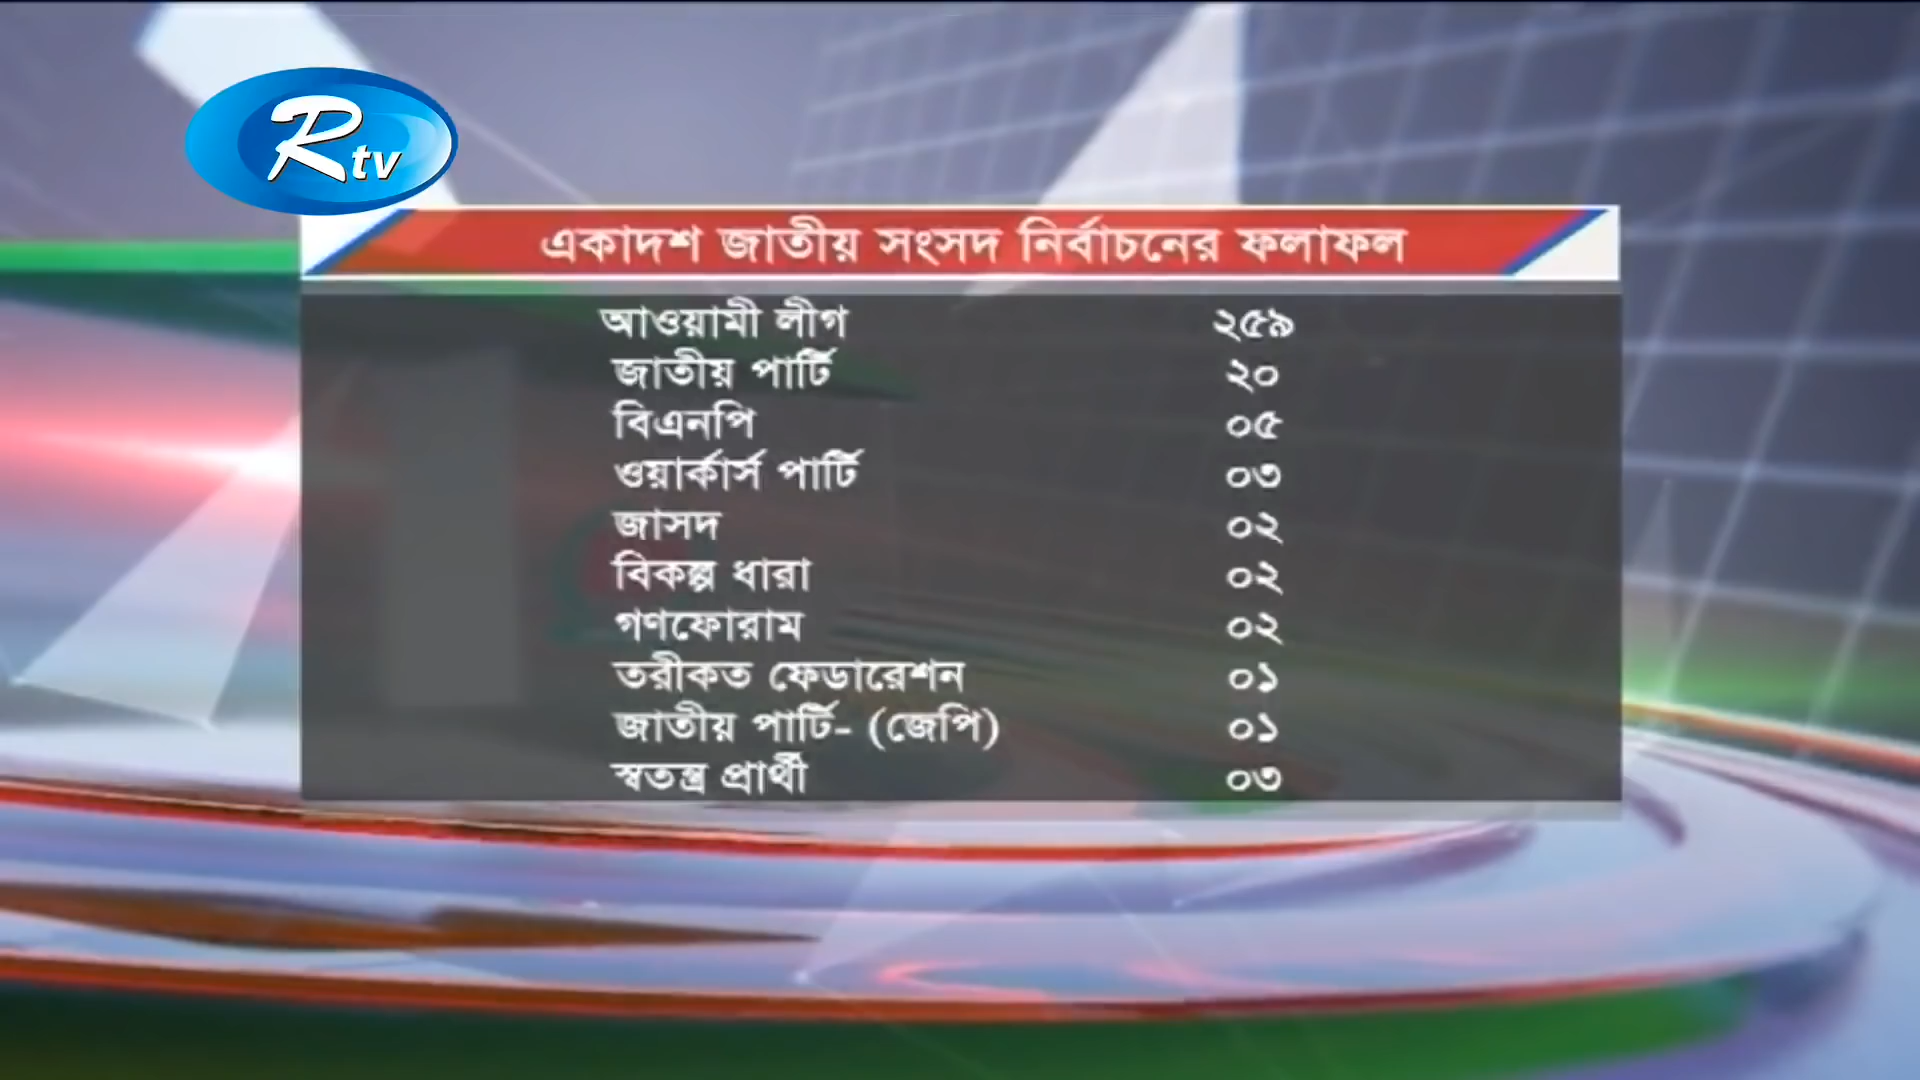 Rtv
একাদশ জাতীয় সংসদ নির্বাচনের ফলাফল
আওয়ামী লীগ ২৫৯
জাতীয় পার্টি ২০
বিএনপি ০৫
ওয়ার্কার্স পার্টি ০৩
জাসদ ০২
বিকল্প ধারা ০২
গণফোরাম ০২
তরীকত ফেডারেশন ০১
জাতীয় পার্টি- (জেপি) ০১
স্বতন্ত্র প্রার্থী ০৩